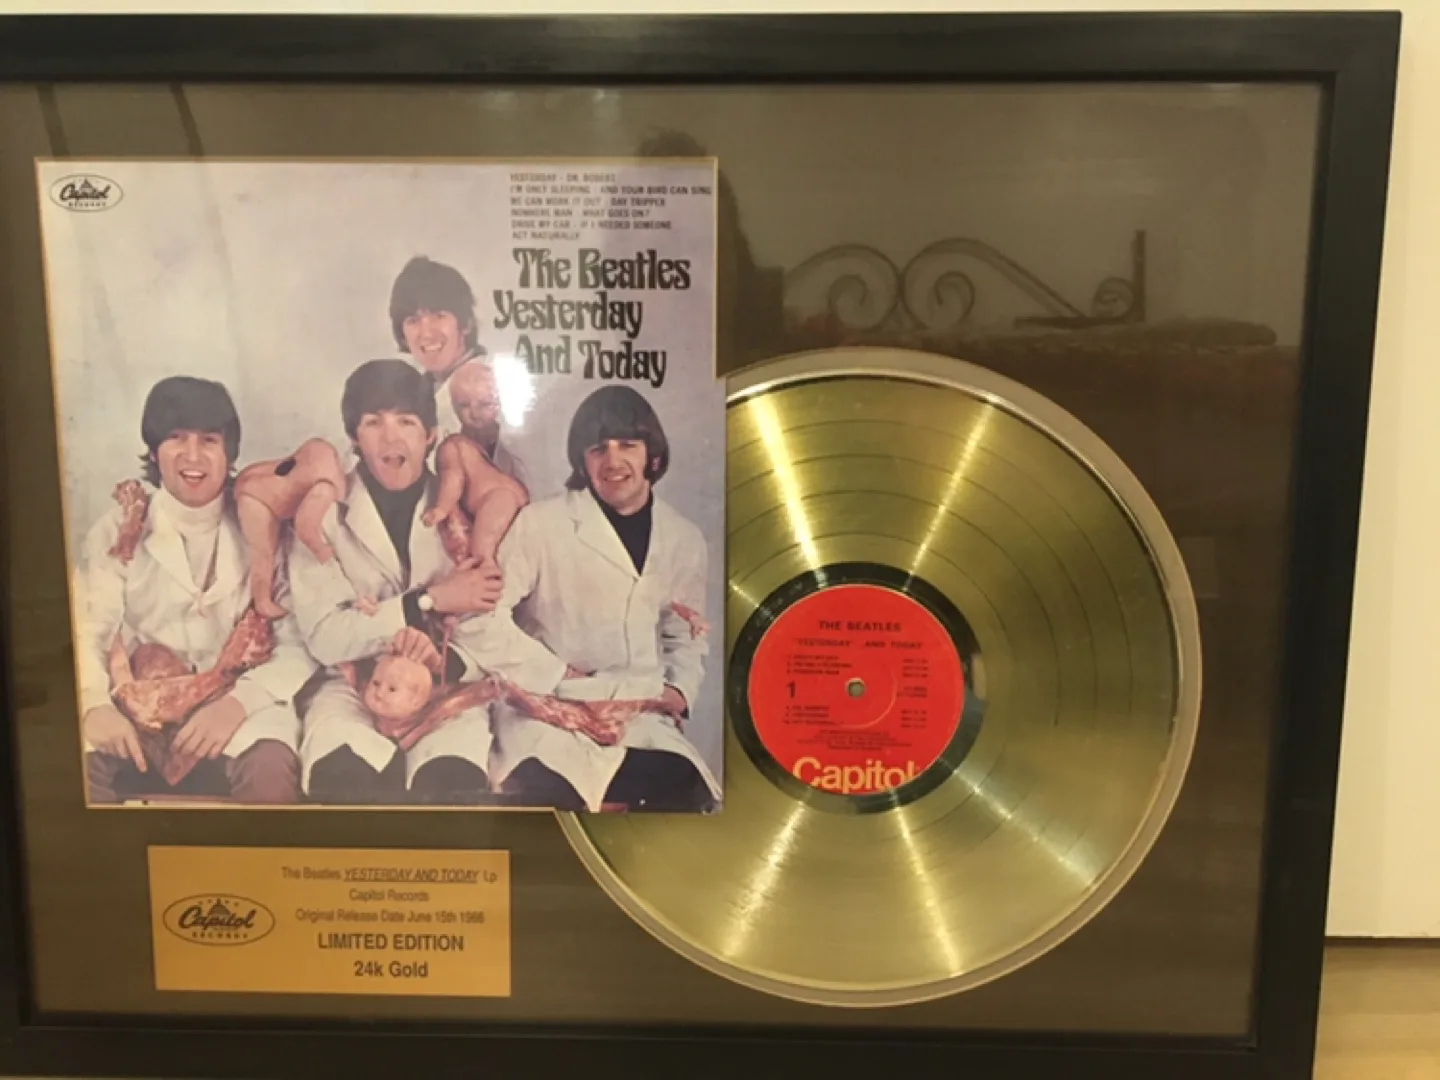 Capitol
RECORDS
YESTERDAY - DR. ROBERT
I'M ONLY SLEEPING - AND YOUR BIRD CAN SING
WE CAN WORK IT OUT - DAY TRIPPER
NOWHERE MAN - WHAT GOES ON?
DRIVE MY CAR - IF I NEEDED SOMEONE
ACT NATURALLY
The Beatles
Yesterday
And Today
THE BEATLES
"YESTERDAY"...AND TODAY
1
Capitol
The Beatles YESTERDAY AND TODAY Lp
Capitol Records
Original Release Date June 15th 1966
LIMITED EDITION
24k Gold
Capitol
RECORDS